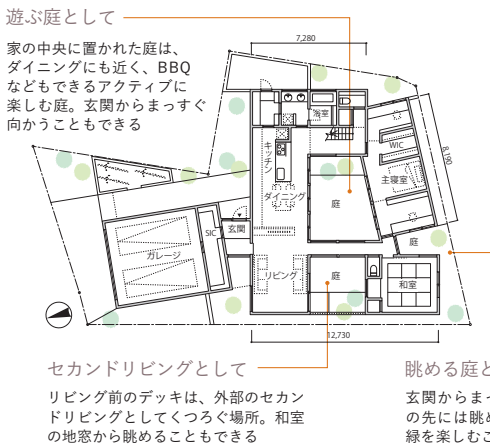 遊ぶ庭として
家の中央に置かれた庭は、
ダイニングにも近く、BBQ
などもできるアクティブに
楽しむ庭。玄関からまっすぐ
向かうこともできる
7,280
浴室
キッチン
WIC
8,190
主寝室
ダイニング
庭
SIC
玄関
庭
ガレージ
リビング
庭
和室
12,730
セカンドリビングとして
リビング前のデッキは、外部のセカン
ドリビングとしてくつろぐ場所。和室
の地窓から眺めることもできる
眺める庭と
玄関からまっ
の先には眺め
緑を楽しむこ